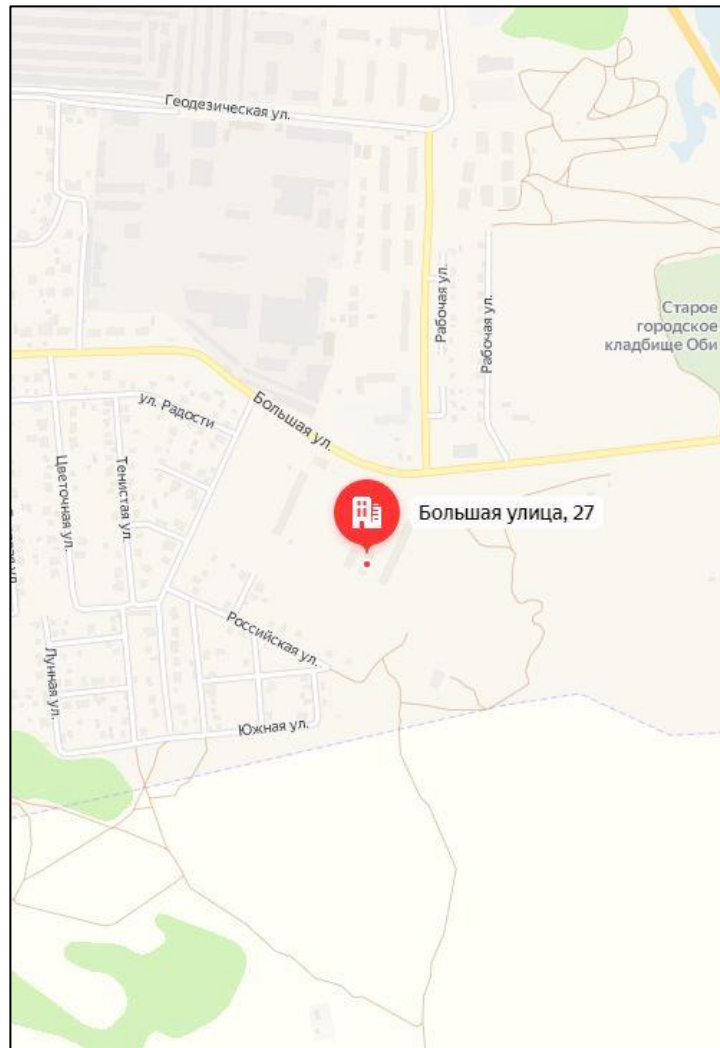 Геодезическая ул.
Рабочая ул.
Рабочая ул.
Старое
городское
кладбище Оби
ул. Радости
Большая ул.
Цветочная ул.
Тенистая ул.
Большая улица, 27
Российская ул.
Лунная ул.
Южная ул.